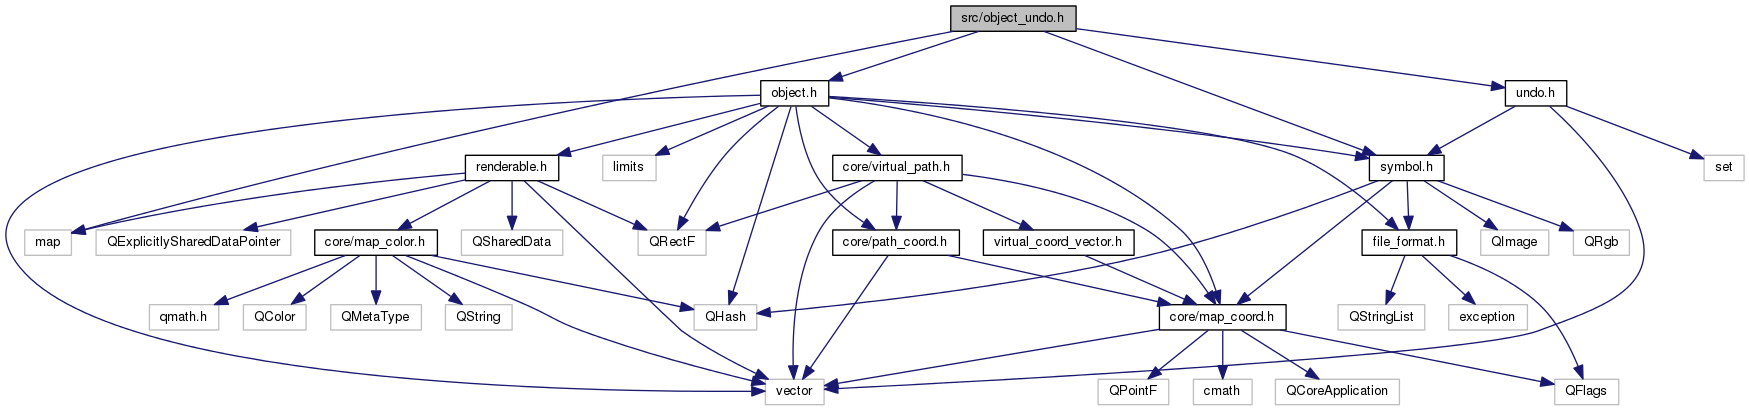 src/object_undo.h
object.h
undo.h
renderable.h
limits
core/virtual_path.h
symbol.h
set
map
QExplicitlySharedDataPointer
core/map_color.h
QSharedData
QRectF
core/path_coord.h
virtual_coord_vector.h
file_format.h
QImage
QRgb
qmath.h
QColor
QMetaType
QString
QHash
core/map_coord.h
QStringList
exception
vector
QPointF
cmath
QCoreApplication
QFlags